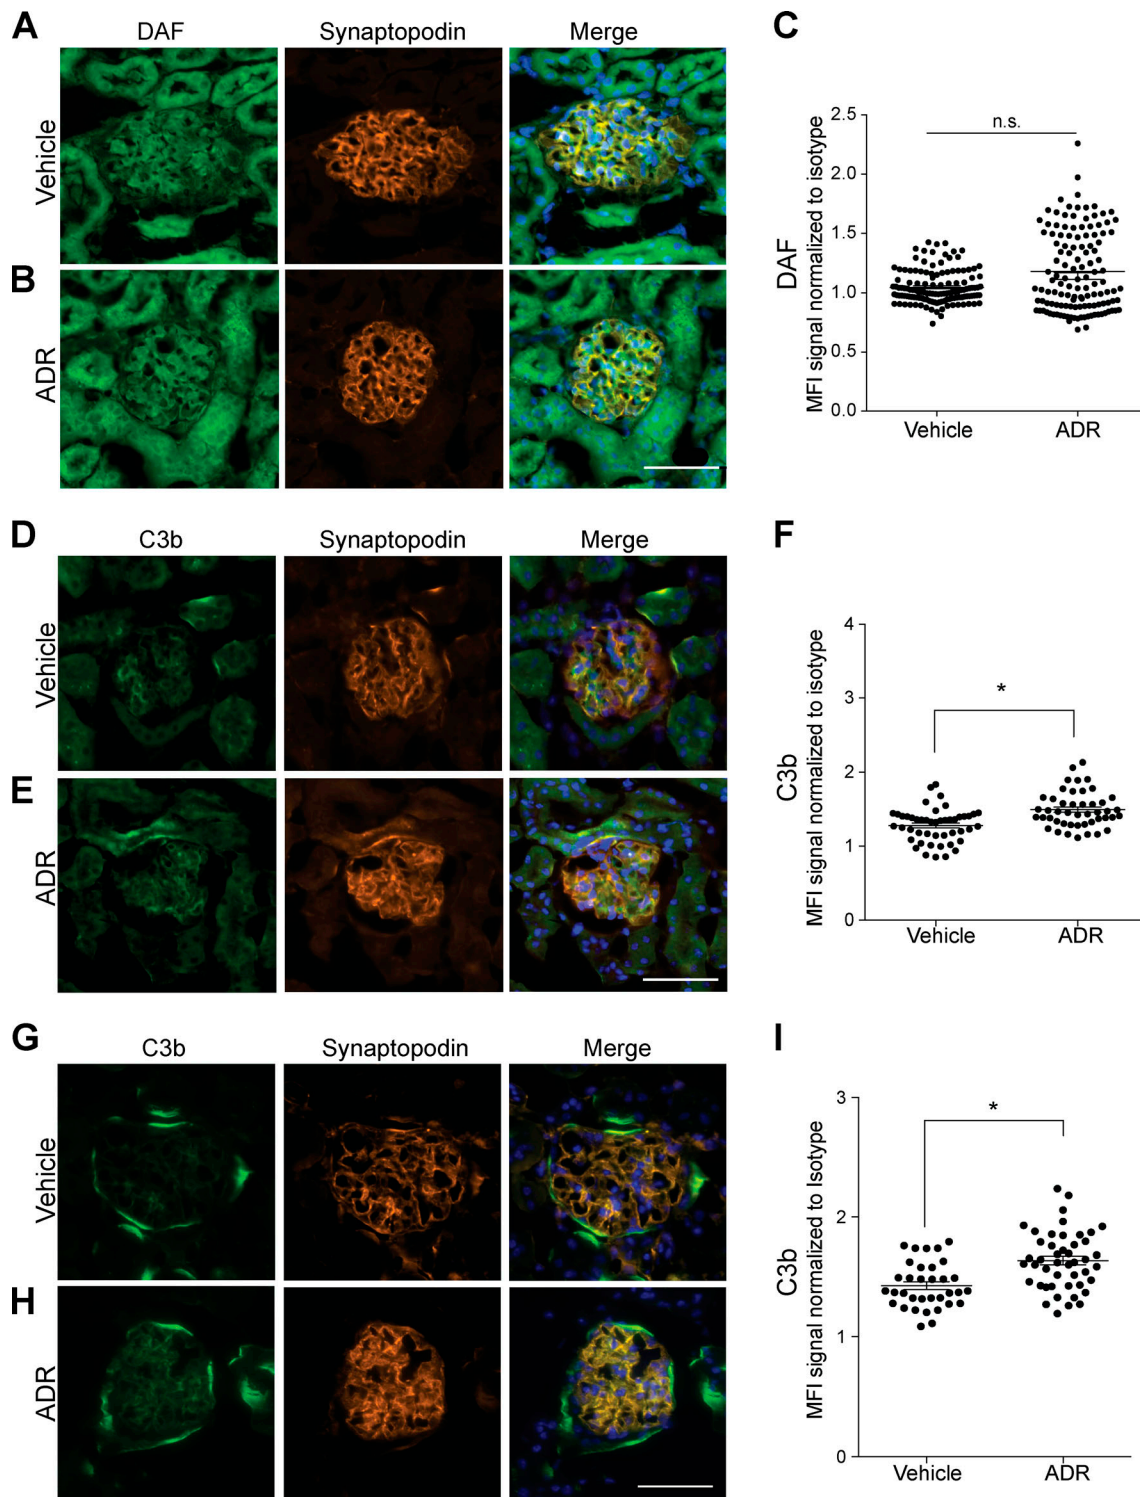 A
DAF
Synaptopodin
Merge
Vehicle
B
ADR
C
DAF
MFI signal normalized to isotype
2.5
2.0
1.5
1.0
0.5
0.0
n.s.
Vehicle
ADR
D
C3b
Synaptopodin
Merge
Vehicle
E
ADR
F
C3b
MFI signal normalized to isotype
4
3
2
1
0
*
Vehicle
ADR
G
C3b
Synaptopodin
Merge
Vehicle
H
ADR
I
C3b
MFI signal normalized to Isotype
3
2
1
0
*
Vehicle
ADR